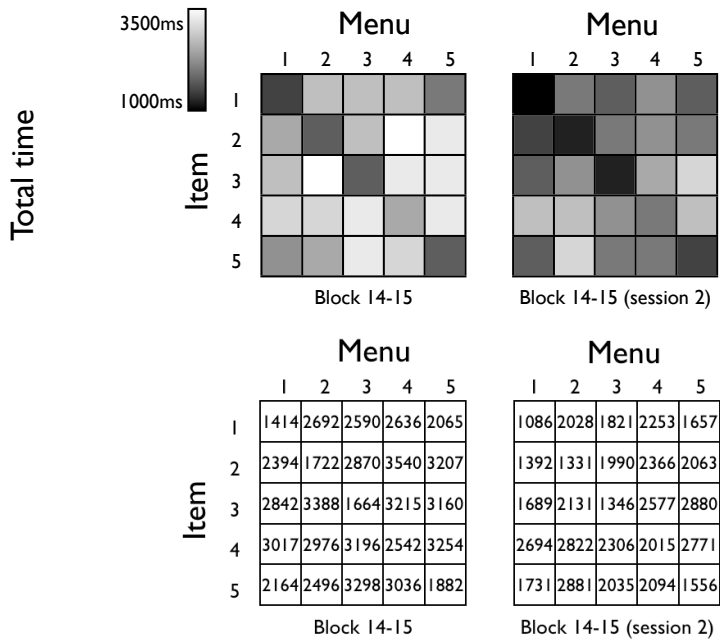 Total time
3500ms
1000ms
Menu
1 2 3 4 5
Item
1
2
3
4
5
Block 14-15
Menu
1 2 3 4 5
Block 14-15 (session 2)
Menu
1 2 3 4 5
Item
1 1414 2692 2590 2636 2065
2 2394 1722 2870 3540 3207
3 2842 3388 1664 3215 3160
4 3017 2976 3196 2542 3254
5 2164 2496 3298 3036 1882
Block 14-15
Menu
1 2 3 4 5
1086 2028 1821 2253 1657
1392 1331 1990 2366 2063
1689 2131 1346 2577 2880
2694 2822 2306 2015 2771
1731 2881 2035 2094 1556
Block 14-15 (session 2)